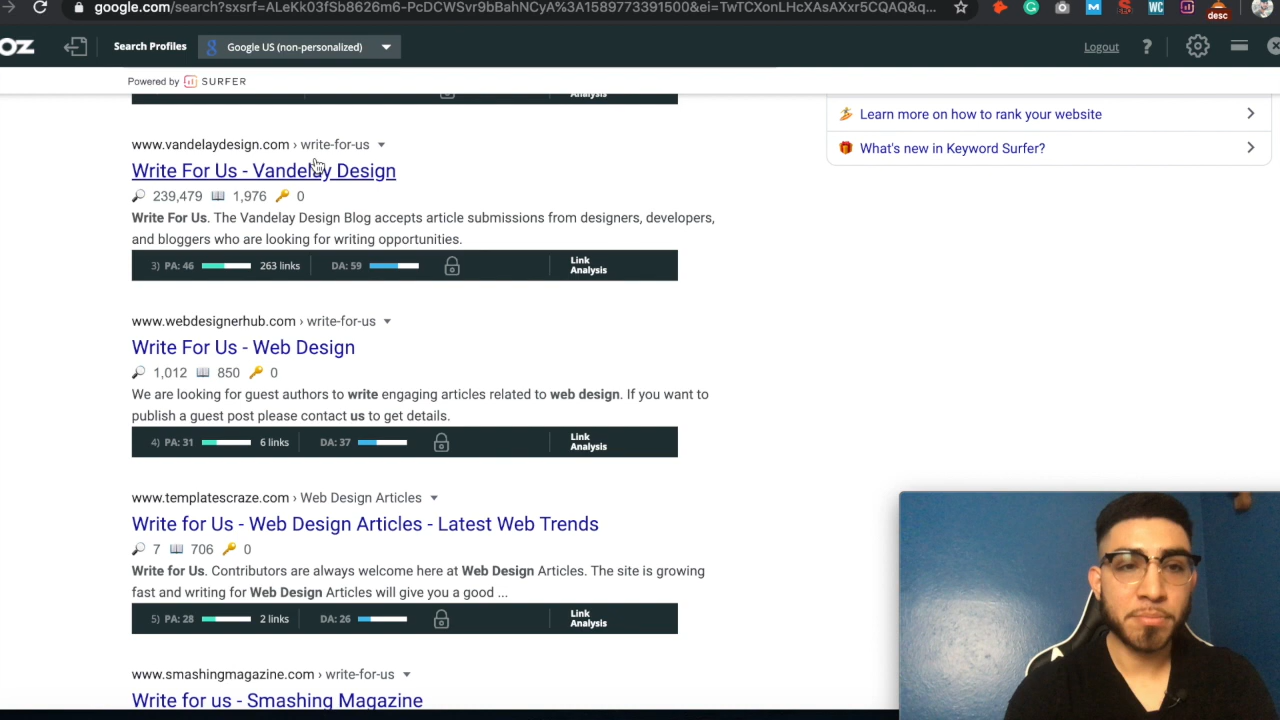 google.com/search?sxsrf=ALeKk03fSb8626m6-PcDCWSvr9bBahNCyA%3A1589773391500&ei=TwTCXonLHcXAsAXxr5CQAQ&q...
desc
OZ
Search Profiles
Google US (non-personalized)
Logout
?
Powered by SURFER
Analysis
Learn more on how to rank your website
What's new in Keyword Surfer?
www.vandelaydesign.com › write-for-us
Write For Us - Vandelay Design
239,479 1,976 0
Write For Us. The Vandelay Design Blog accepts article submissions from designers, developers,
and bloggers who are looking for writing opportunities.
3) PA: 46 263 links DA: 59 Link
Analysis
www.webdesignerhub.com › write-for-us
Write For Us - Web Design
1,012 850 0
We are looking for guest authors to write engaging articles related to web design. If you want to
publish a guest post please contact us to get details.
4) PA: 31 6 links DA: 37 Link
Analysis
www.templatescraze.com › Web Design Articles
Write for Us - Web Design Articles - Latest Web Trends
7 706 0
Write for Us. Contributors are always welcome here at Web Design Articles. The site is growing
fast and writing for Web Design Articles will give you a good ...
5) PA: 28 2 links DA: 26 Link
Analysis
www.smashingmagazine.com › write-for-us
Write for us - Smashing Magazine